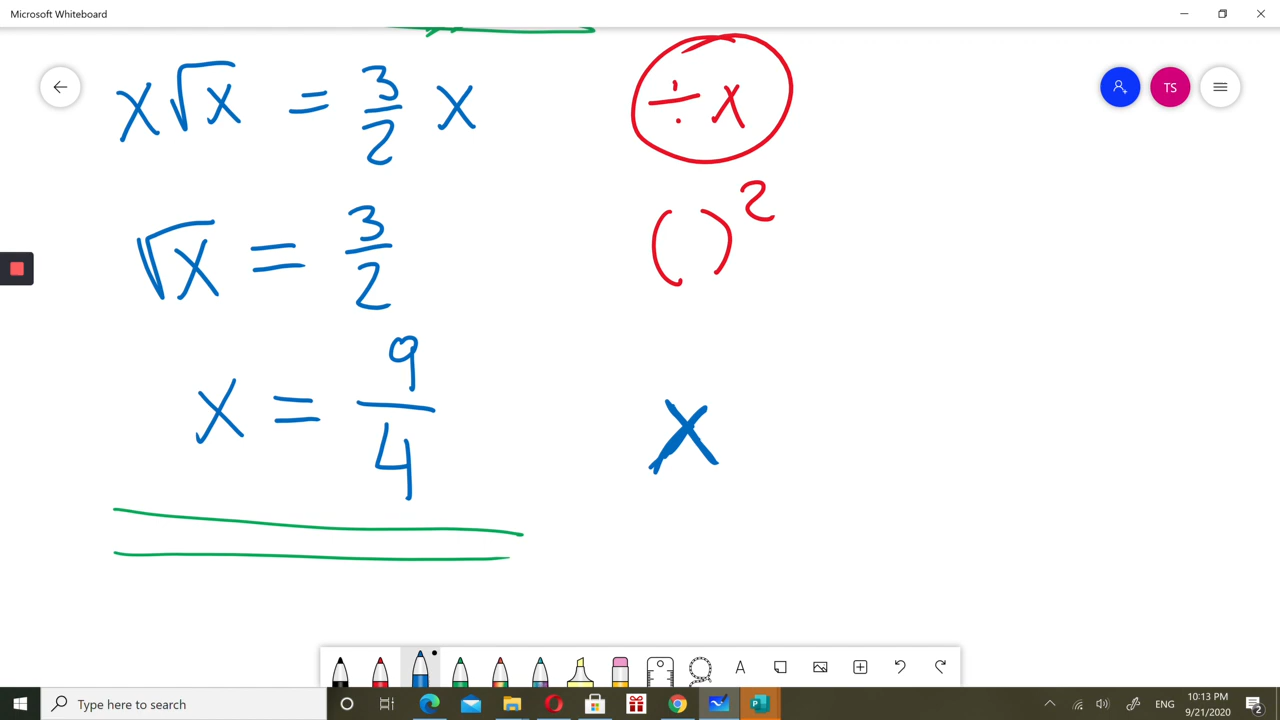 Microsoft Whiteboard
TS
x√x = 3/2 x
÷ x
( )²
√x = 3/2
x = 9/4
x
A
Type here to search
ENG
10:13 PM
9/21/2020
2